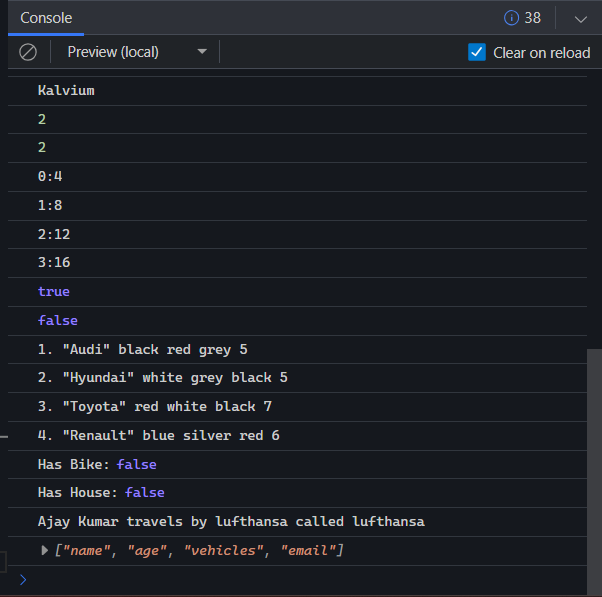 Console
38
Preview (local)
Clear on reload
Kalvium
2
2
0:4
1:8
2:12
3:16
true
false
1. "Audi" black red grey 5
2. "Hyundai" white grey black 5
3. "Toyota" red white black 7
4. "Renault" blue silver red 6
Has Bike: false
Has House: false
Ajay Kumar travels by lufthansa called lufthansa
["name", "age", "vehicles", "email"]